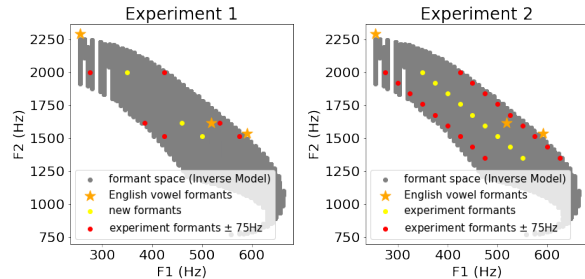 Experiment 1
2250
2000
1750
1500
1250
1000
750
F2 (Hz)
formant space (Inverse Model)
English vowel formants
new formants
experiment formants ± 75Hz
300 400 500 600
F1 (Hz)
Experiment 2
2250
2000
1750
1500
1250
1000
750
F2 (Hz)
formant space (Inverse Model)
English vowel formants
experiment formants
experiment formants ± 75Hz
300 400 500 600
F1 (Hz)